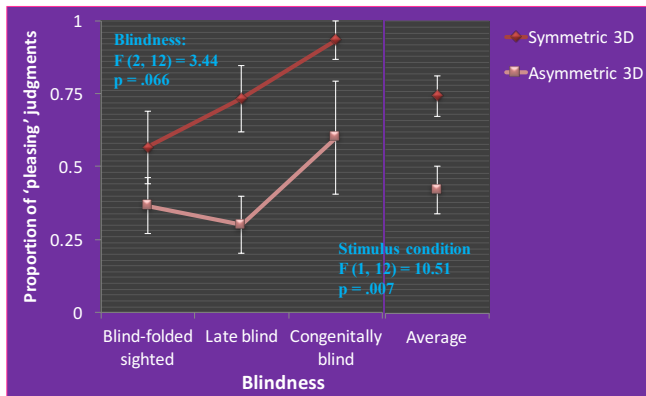 Proportion of 'pleasing' judgments
1
0.75
0.5
0.25
0
Blindness:
F (2, 12) = 3.44
p = .066
Stimulus condition
F (1, 12) = 10.51
p = .007
Symmetric 3D
Asymmetric 3D
Blind-folded
sighted
Late blind
Congenitally
blind
Average
Blindness